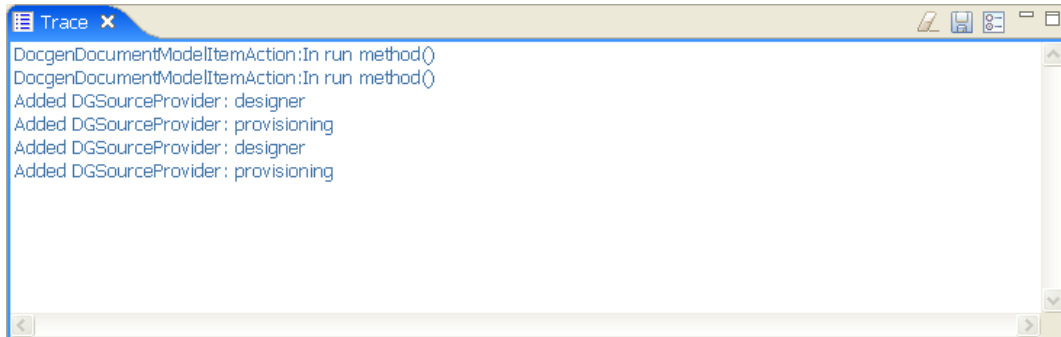 Trace
DocgenDocumentModelItemAction:In run method()
DocgenDocumentModelItemAction:In run method()
Added DGSourceProvider: designer
Added DGSourceProvider: provisioning
Added DGSourceProvider: designer
Added DGSourceProvider: provisioning